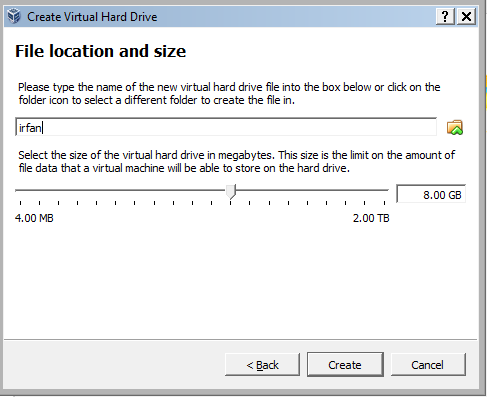 Create Virtual Hard Drive
File location and size
Please type the name of the new virtual hard drive file into the box below or click on the
folder icon to select a different folder to create the file in.
irfan
Select the size of the virtual hard drive in megabytes. This size is the limit on the amount of
file data that a virtual machine will be able to store on the hard drive.
8.00 GB
4.00 MB 2.00 TB
< Back Create Cancel